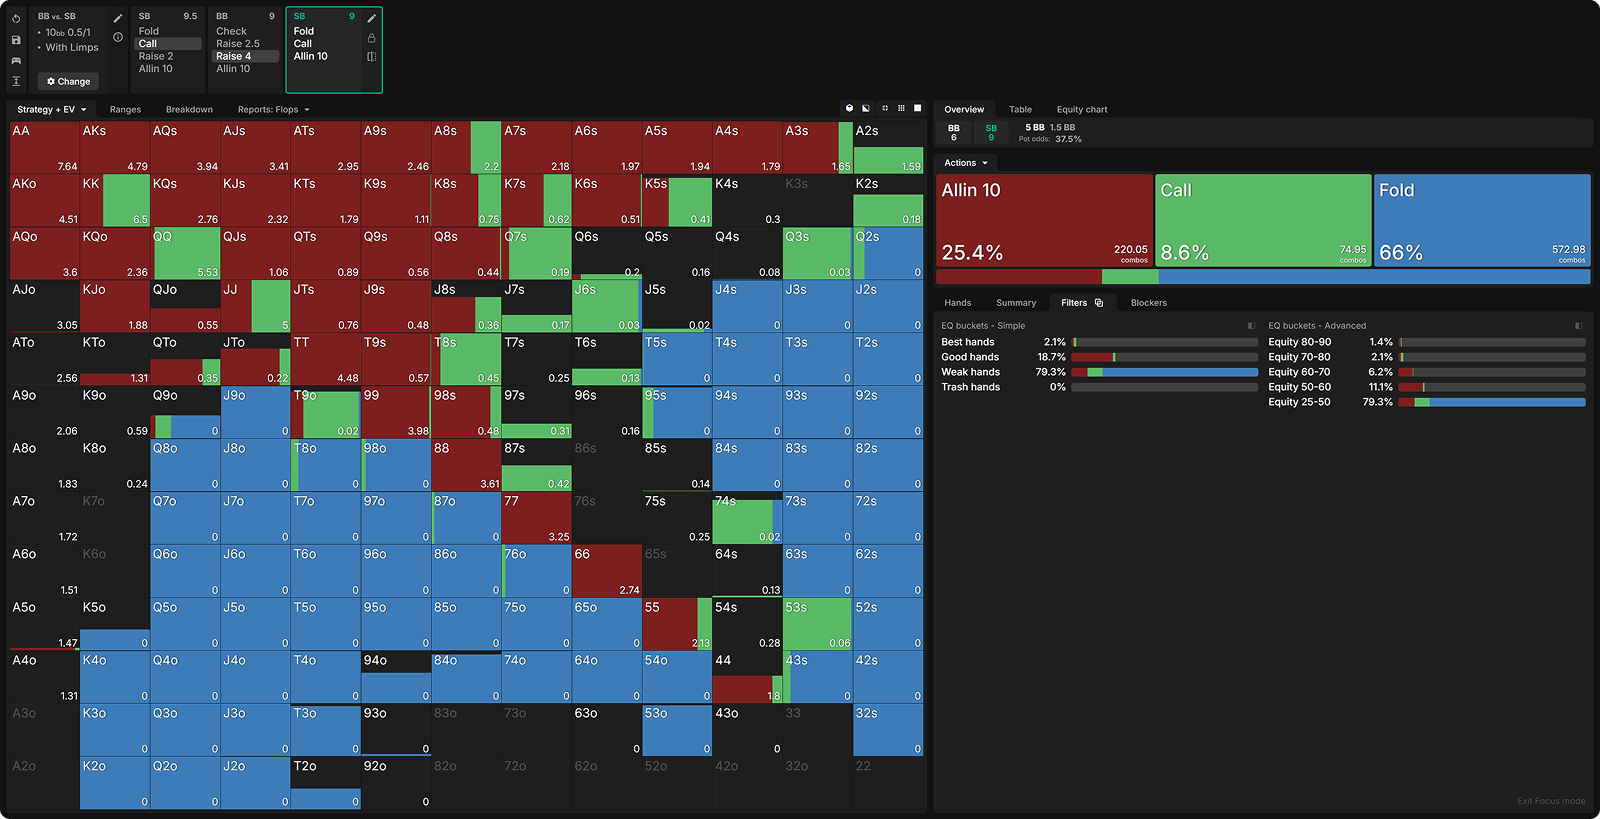 BB vs. SB
• 10bb 0.5/1
• With Limps
Change
SB 9.5
Fold
Call
Raise 2
Allin 10
BB 9
Check
Raise 2.5
Raise 4
Allin 10
SB 9
Fold
Call
Allin 10
Strategy + EV
Ranges
Breakdown
Reports: Flops
AA AKs AQs AJs ATs A9s A8s A7s A6s A5s A4s A3s A2s
7.64 4.79 3.94 3.41 2.95 2.46 2.2 2.18 1.97 1.94 1.79 1.65 1.59
AKo KK KQs KJs KTs K9s K8s K7s K6s K5s K4s K3s K2s
4.51 6.5 2.76 2.32 1.79 1.11 0.75 0.62 0.51 0.41 0.3 0.18
AQo KQo QQ QJs QTs Q9s Q8s Q7s Q6s Q5s Q4s Q3s Q2s
3.6 2.36 5.53 1.06 0.89 0.56 0.44 0.19 0.2 0.16 0.08 0.03 0
AJo KJo QJo JJ JTs J9s J8s J7s J6s J5s J4s J3s J2s
3.05 1.88 0.55 5 0.76 0.48 0.36 0.17 0.03 0.02 0 0 0
ATo KTo QTo JTo TT T9s T8s T7s T6s T5s T4s T3s T2s
2.56 1.31 0.35 0.22 4.48 0.57 0.45 0.25 0.13 0 0 0 0
A9o K9o Q9o J9o T9o 99 98s 97s 96s 95s 94s 93s 92s
2.06 0.59 0 0 0.02 3.98 0.48 0.31 0.16 0 0 0 0
A8o K8o Q8o J8o T8o 98o 88 87s 86s 85s 84s 83s 82s
1.83 0.24 0 0 0 0 3.61 0.42 0.14 0 0 0
A7o K7o Q7o J7o T7o 97o 87o 77 76s 75s 74s 73s 72s
1.72 0 0 0 0 0 3.25 0.25 0.02 0 0
A6o K6o Q6o J6o T6o 96o 86o 76o 66 65s 64s 63s 62s
1.51 0 0 0 0 0 0 2.74 0.13 0 0
A5o K5o Q5o J5o T5o 95o 85o 75o 65o 55 54s 53s 52s
1.47 0 0 0 0 0 0 0 0 2.13 0.28 0.06 0
A4o K4o Q4o J4o T4o 94o 84o 74o 64o 54o 44 43s 42s
1.31 0 0 0 0 0 0 0 0 0 1.8 0 0
A3o K3o Q3o J3o T3o 93o 83o 73o 63o 53o 43o 33 32s
0 0 0 0 0 0 0 0 0
A2o K2o Q2o J2o T2o 92o 82o 72o 62o 52o 42o 32o 22
0 0 0 0 0
Overview
Table
Equity chart
BB
6
SB
9
5 BB 1.5 BB
Pot odds: 37.5%
Actions
Allin 10
25.4%
220.05
combos
Call
8.6%
74.95
combos
Fold
66%
572.98
combos
Hands
Summary
Filters
Blockers
EQ buckets - Simple
Best hands 2.1%
Good hands 18.7%
Weak hands 79.3%
Trash hands 0%
EQ buckets - Advanced
Equity 80-90 1.4%
Equity 70-80 2.1%
Equity 60-70 6.2%
Equity 50-60 11.1%
Equity 25-50 79.3%
Exit Focus mode